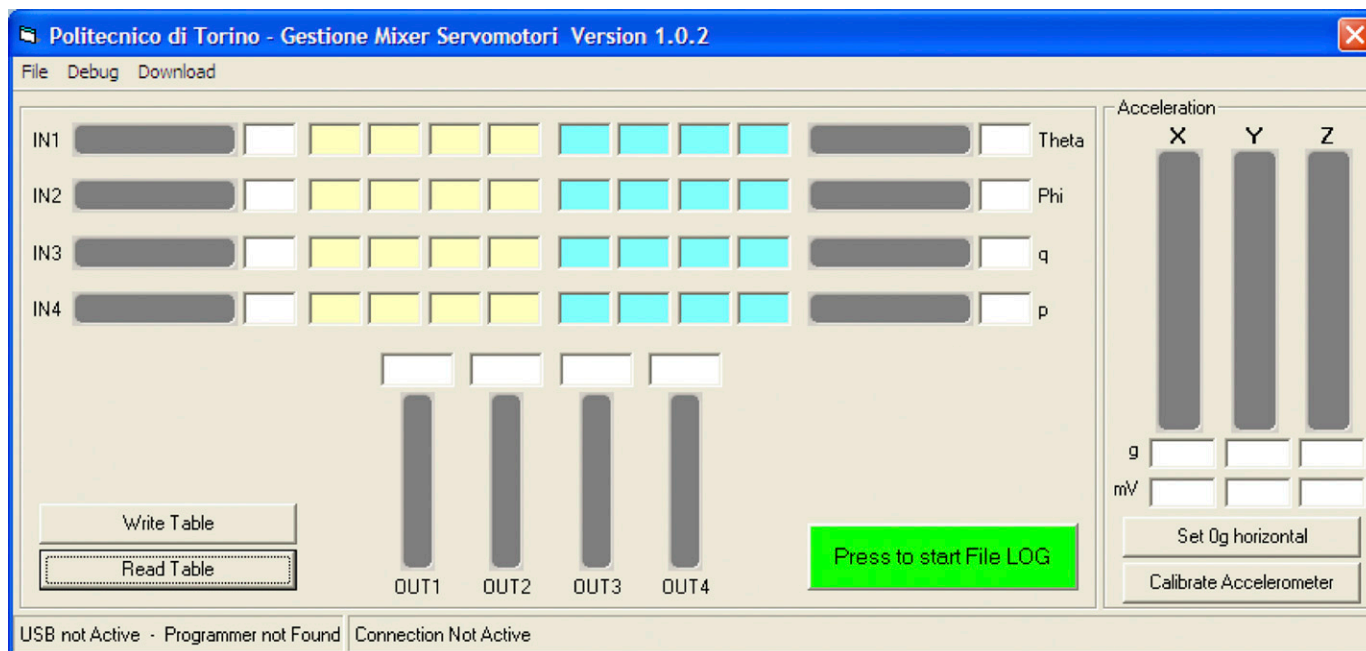 Politecnico di Torino - Gestione Mixer Servomotori Version 1.0.2
File Debug Download
Acceleration
X Y Z
IN1 Theta
IN2 Phi
IN3 q
IN4 p
g
mV
Write Table
Read Table
OUT1 OUT2 OUT3 OUT4
Press to start File LOG
Set 0g horizontal
Calibrate Accelerometer
USB not Active - Programmer not Found Connection Not Active